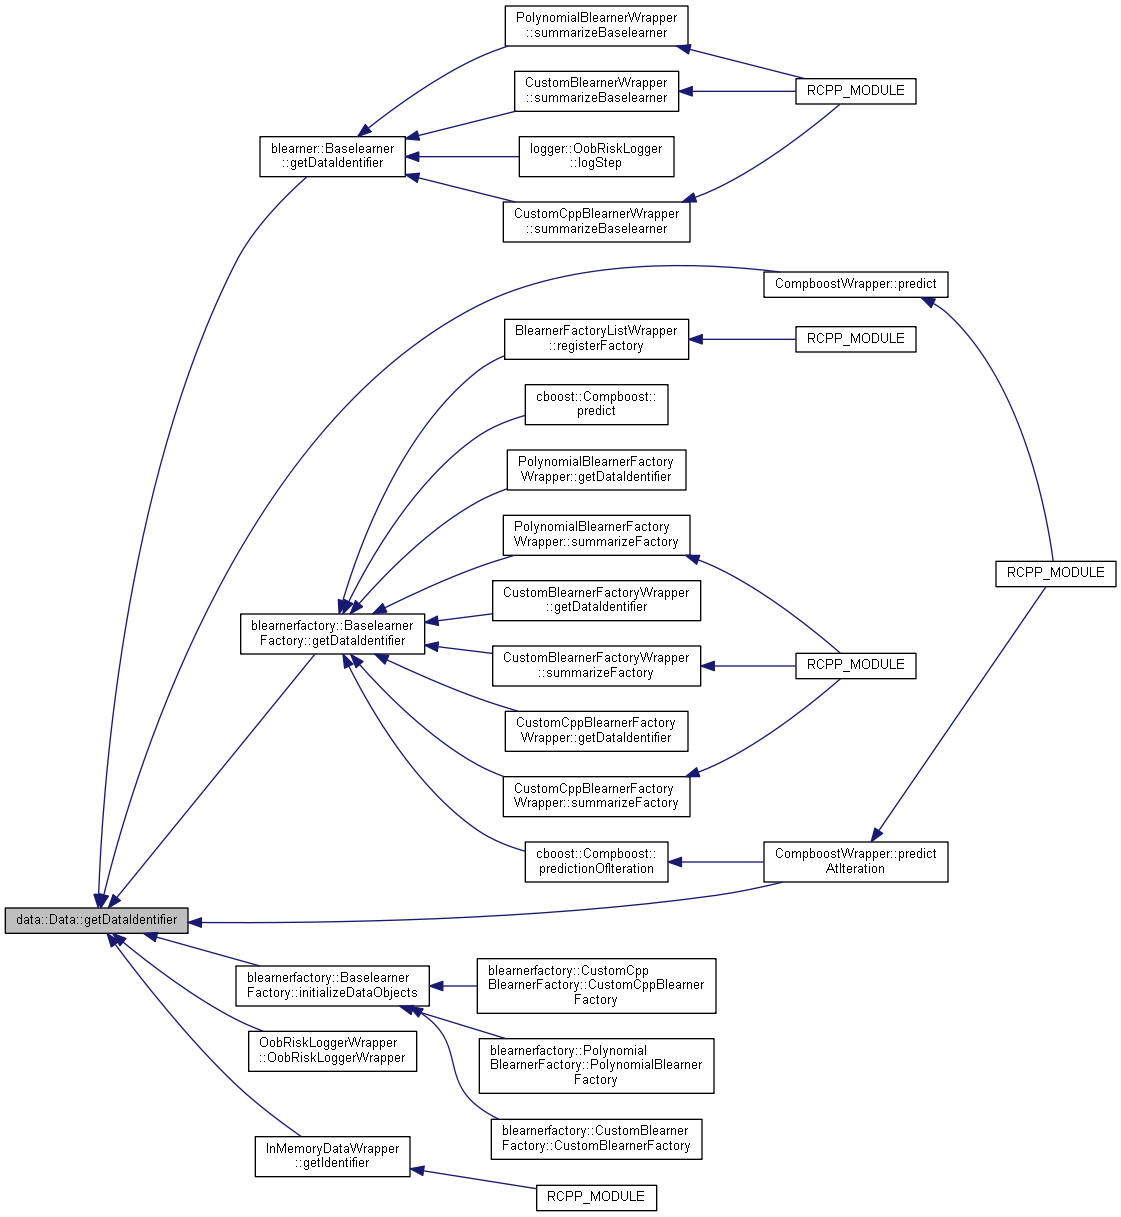 PolynomialBlearnerWrapper
::summarizeBaselearner
CustomBlearnerWrapper
::summarizeBaselearner
RCPP_MODULE
blearner::Baselearner
::getDataIdentifier
logger::OobRiskLogger
::logStep
CustomCppBlearnerWrapper
::summarizeBaselearner
CompboostWrapper::predict
BlearnerFactoryListWrapper
::registerFactory
RCPP_MODULE
cboost::Compboost::
predict
PolynomialBlearnerFactory
Wrapper::getDataIdentifier
PolynomialBlearnerFactory
Wrapper::summarizeFactory
RCPP_MODULE
CustomBlearnerFactoryWrapper
::getDataIdentifier
blearnerfactory::Baselearner
Factory::getDataIdentifier
CustomBlearnerFactoryWrapper
::summarizeFactory
RCPP_MODULE
CustomCppBlearnerFactory
Wrapper::getDataIdentifier
CustomCppBlearnerFactory
Wrapper::summarizeFactory
cboost::Compboost::
predictionOfIteration
CompboostWrapper::predict
AtIteration
data::Data::getDataIdentifier
blearnerfactory::Baselearner
Factory::initializeDataObjects
blearnerfactory::CustomCpp
BlearnerFactory::CustomCppBlearner
Factory
OobRiskLoggerWrapper
::OobRiskLoggerWrapper
blearnerfactory::Polynomial
BlearnerFactory::PolynomialBlearner
Factory
blearnerfactory::CustomBlearner
Factory::CustomBlearnerFactory
InMemoryDataWrapper
::getIdentifier
RCPP_MODULE